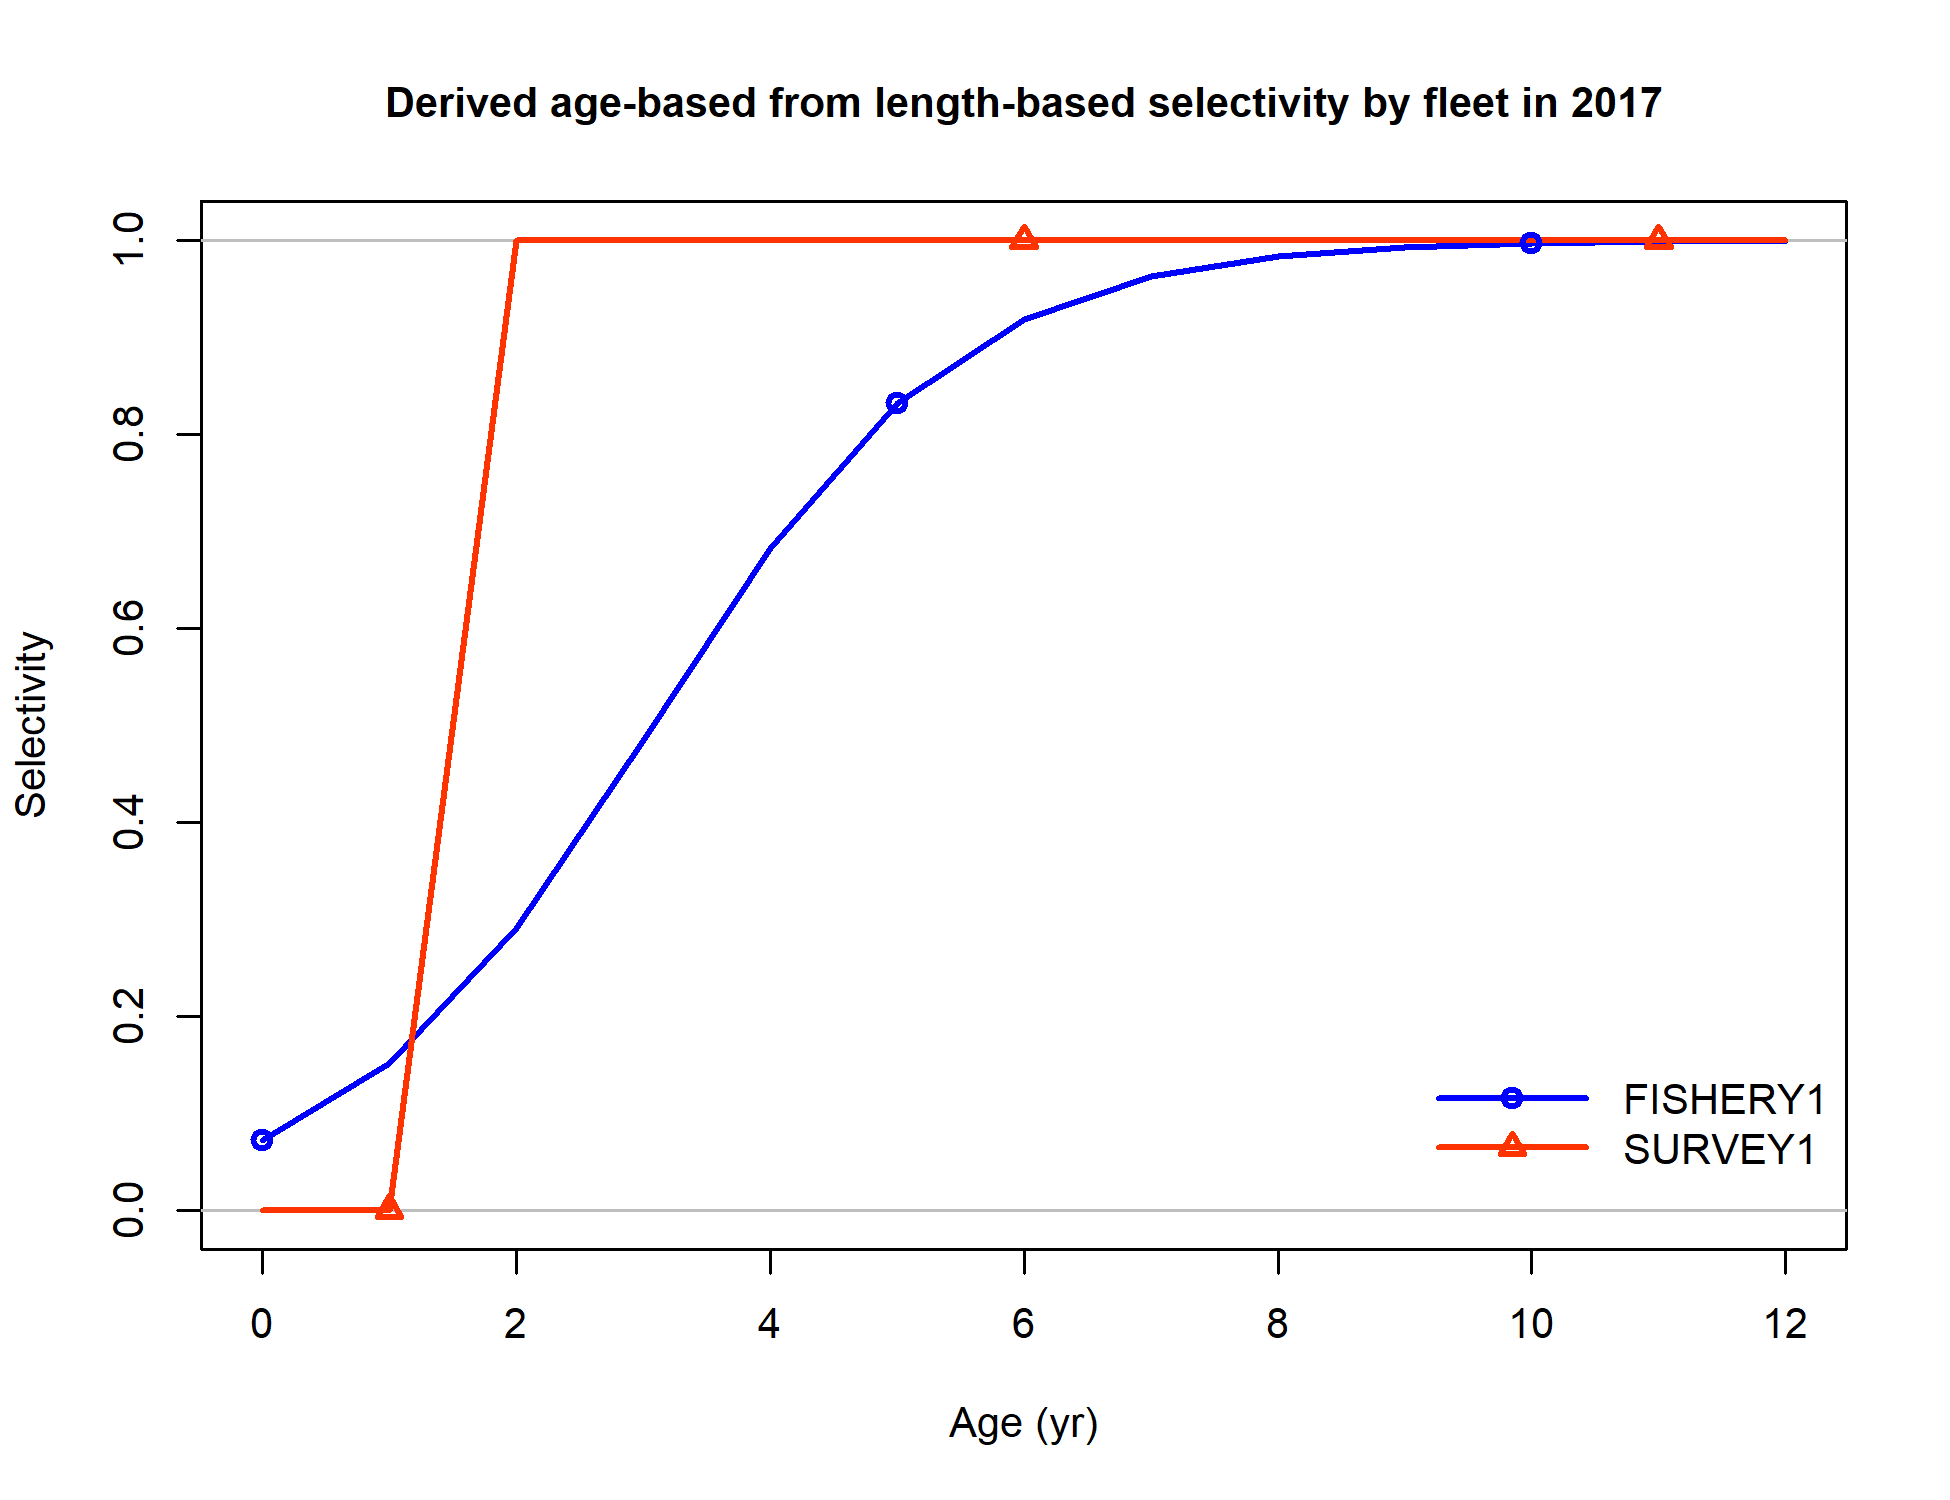 Derived age-based from length-based selectivity by fleet in 2017
1.0
0.8
0.6
0.4
0.2
0.0
Selectivity
FISHERY1
SURVEY1
0 2 4 6 8 10 12
Age (yr)